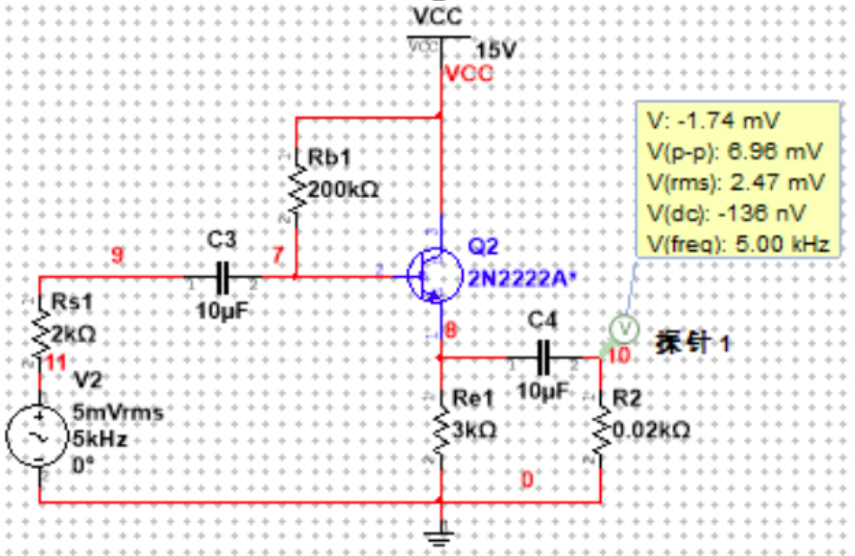 VCC
VCC
15V
VCC
V: -1.74 mV
V(p-p): 6.96 mV
V(rms): 2.47 mV
V(dc): -136 nV
V(freq): 5.00 kHz
Rb1
200kΩ
C3
9
7
Q2
2N2222A*
10µF
Rs1
2kΩ
11
8
C4
10
探针 1
V
V2
5mVrms
5kHz
0°
Re1
3kΩ
10µF
R2
0.02kΩ
0